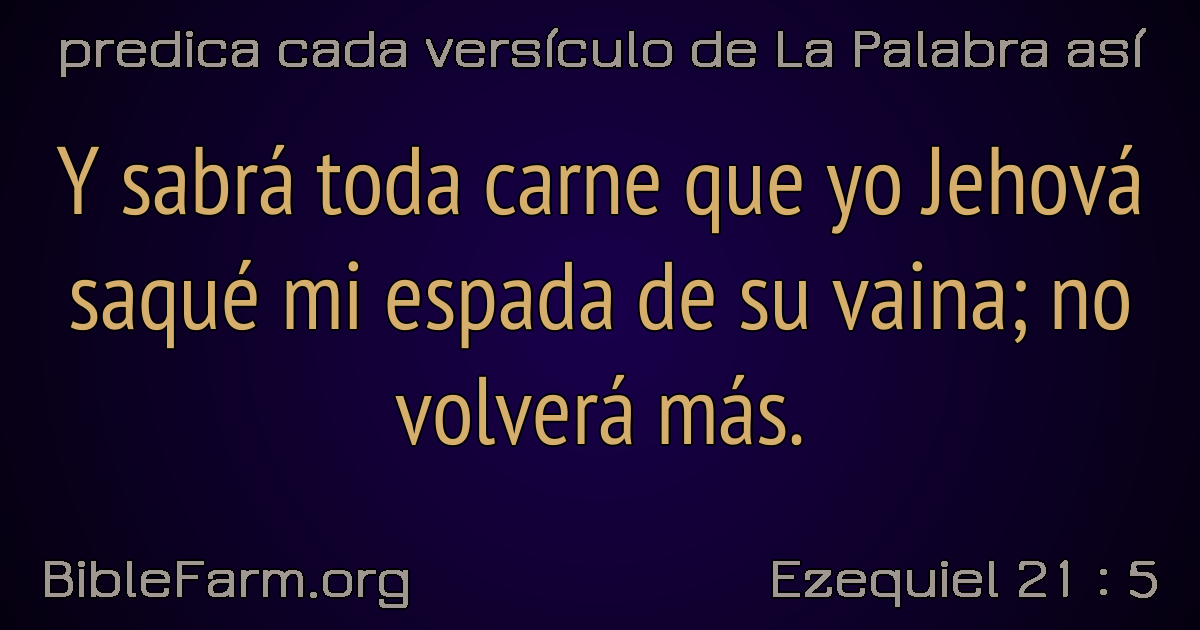 predica cada versículo de La Palabra así
Y sabrá toda carne que yo Jehová
saqué mi espada de su vaina; no
volverá más.
BibleFarm.org
Ezequiel 21 : 5